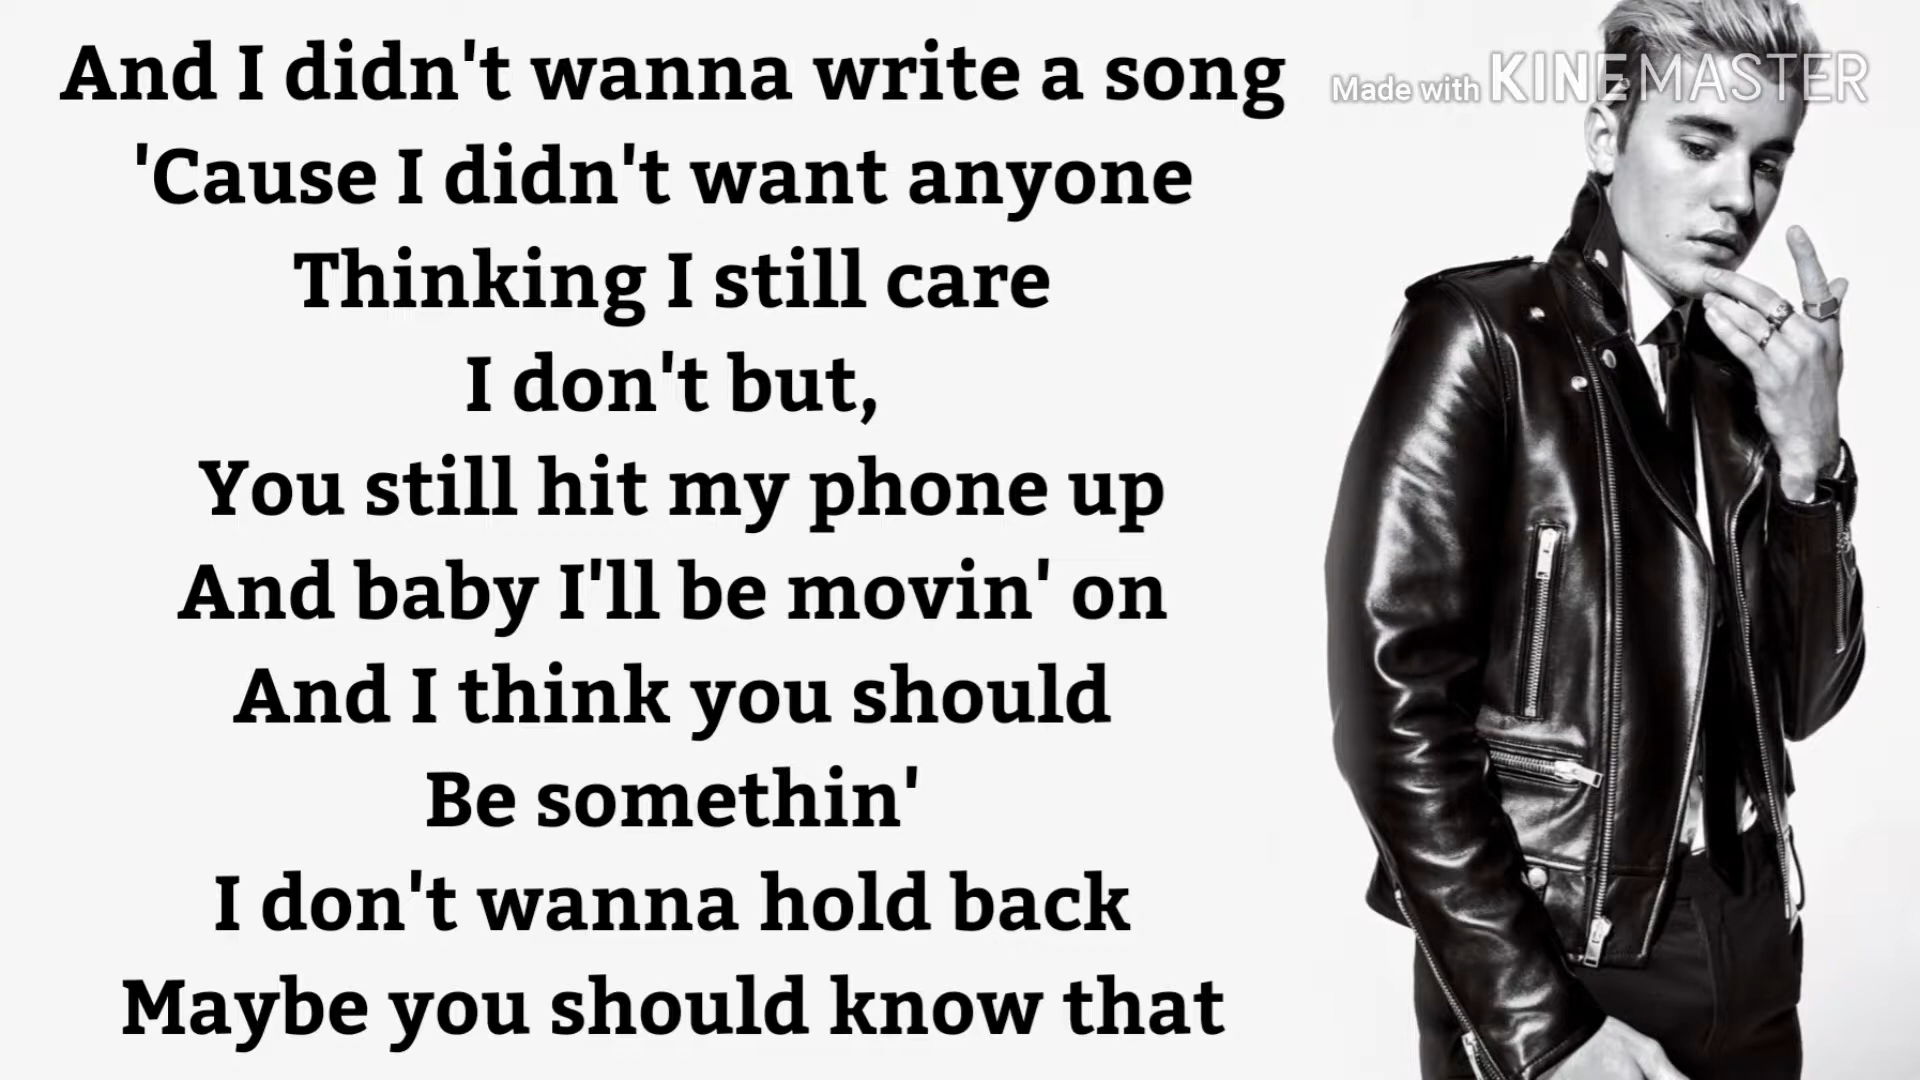 And I didn't wanna write a song
'Cause I didn't want anyone
Thinking I still care
I don't but,
You still hit my phone up
And baby I'll be movin' on
And I think you should
Be somethin'
I don't wanna hold back
Maybe you should know that
Made with KINEMASTER